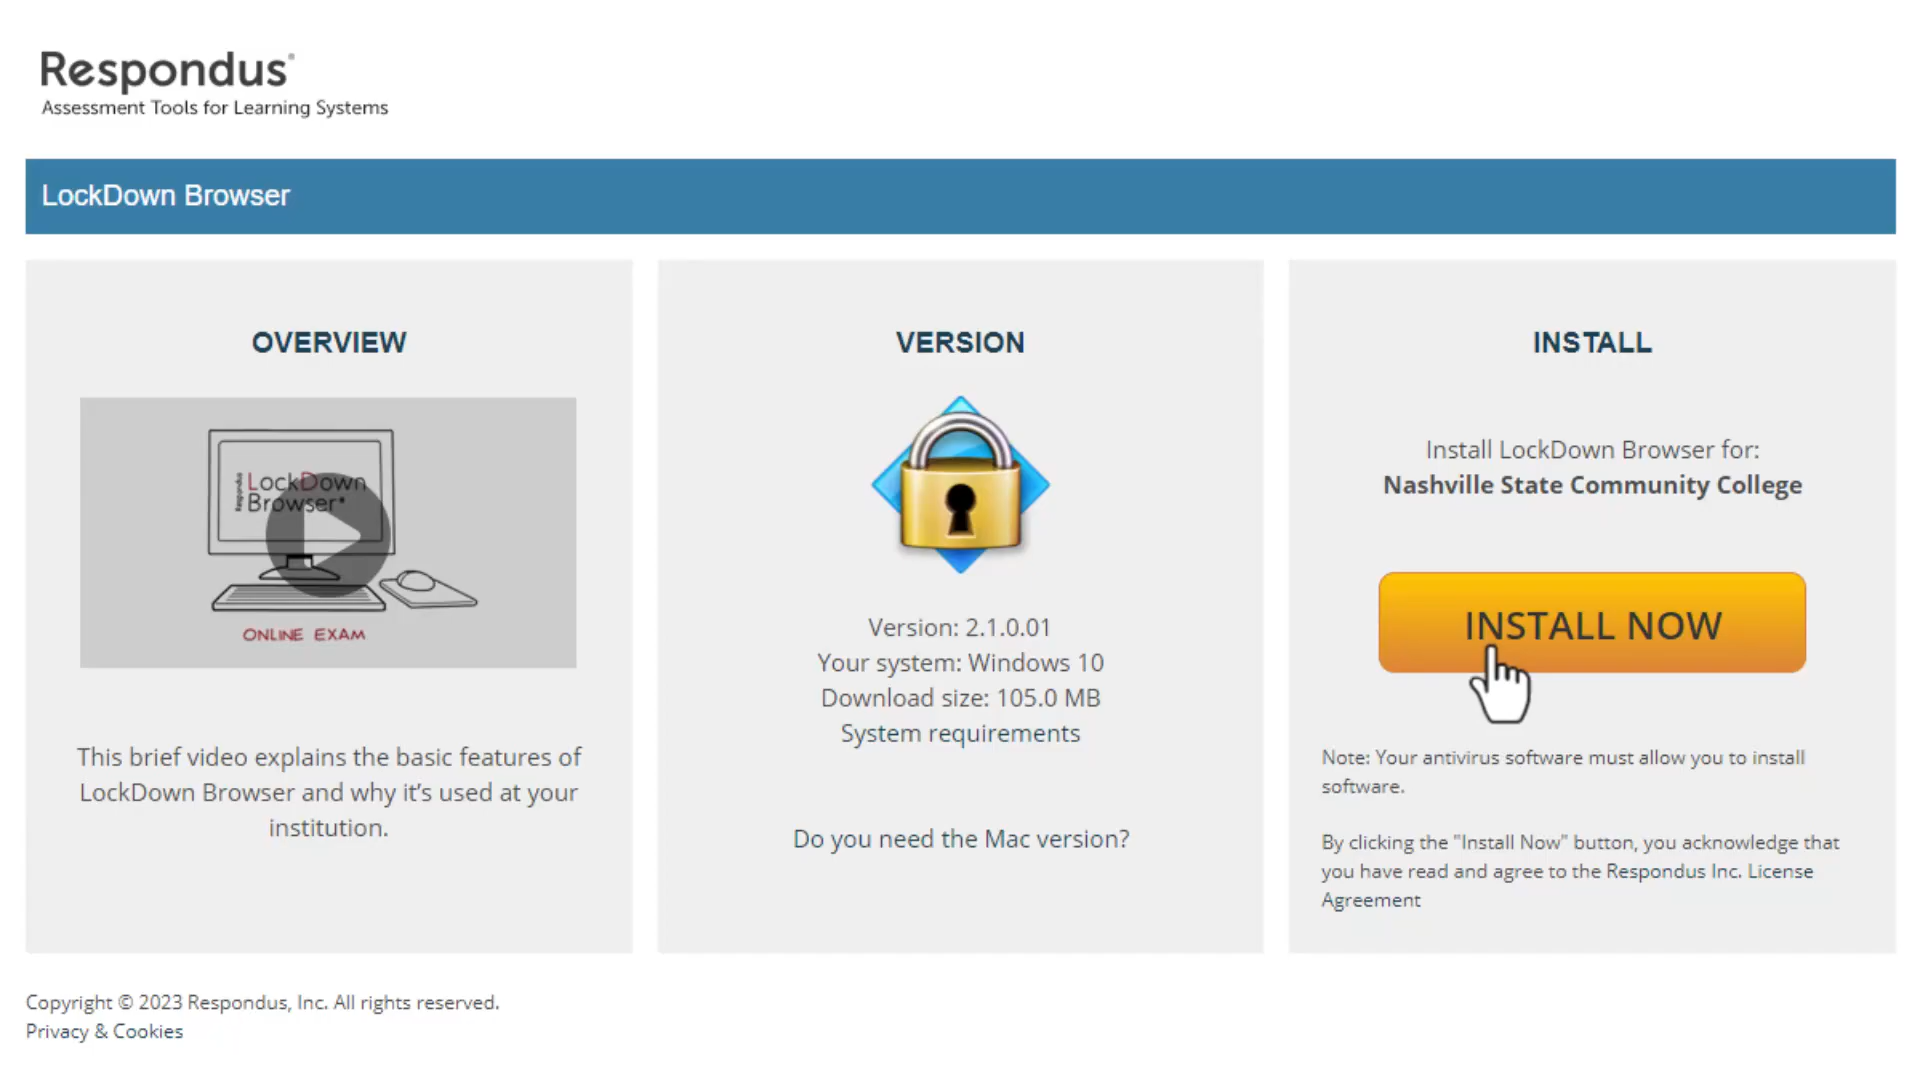 Respondus®
Assessment Tools for Learning Systems
LockDown Browser
OVERVIEW
Respondus
LockDown
Browser®
ONLINE EXAM
This brief video explains the basic features of
LockDown Browser and why it’s used at your
institution.
VERSION
Version: 2.1.0.01
Your system: Windows 10
Download size: 105.0 MB
System requirements
Do you need the Mac version?
INSTALL
Install LockDown Browser for:
Nashville State Community College
INSTALL NOW
Note: Your antivirus software must allow you to install
software.
By clicking the "Install Now" button, you acknowledge that
you have read and agree to the Respondus Inc. License
Agreement
Copyright © 2023 Respondus, Inc. All rights reserved.
Privacy & Cookies